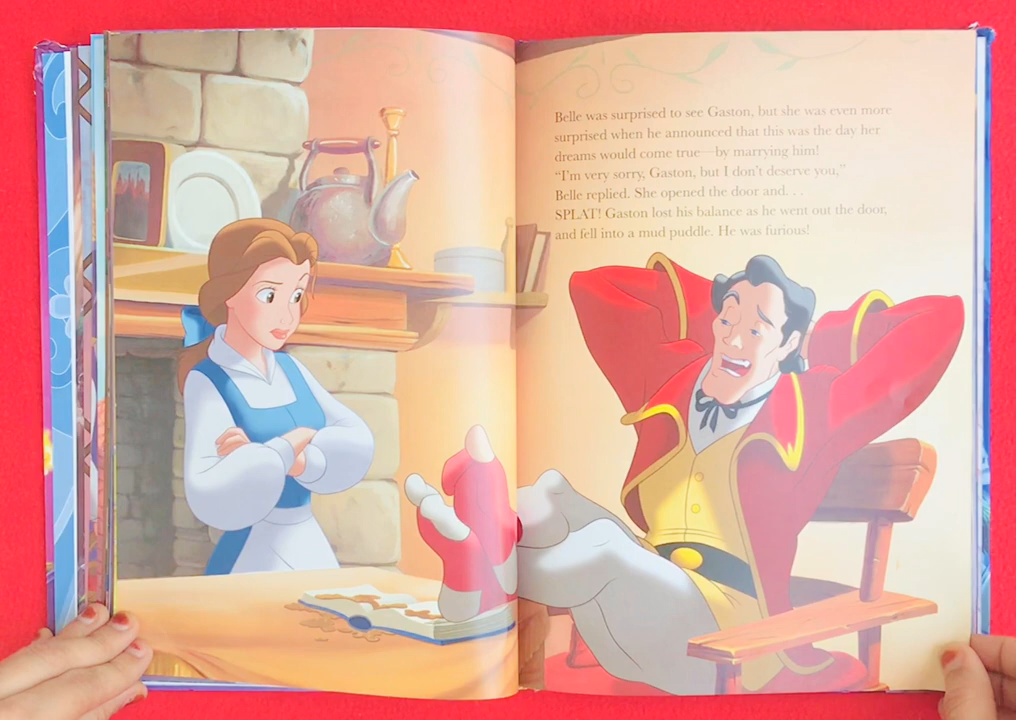 Belle was surprised to see Gaston, but she was even more
surprised when he announced that this was the day her
dreams would come true—by marrying him!
“I’m very sorry, Gaston, but I don’t deserve you,”
Belle replied. She opened the door and. . .
SPLAT! Gaston lost his balance as he went out the door,
and fell into a mud puddle. He was furious!